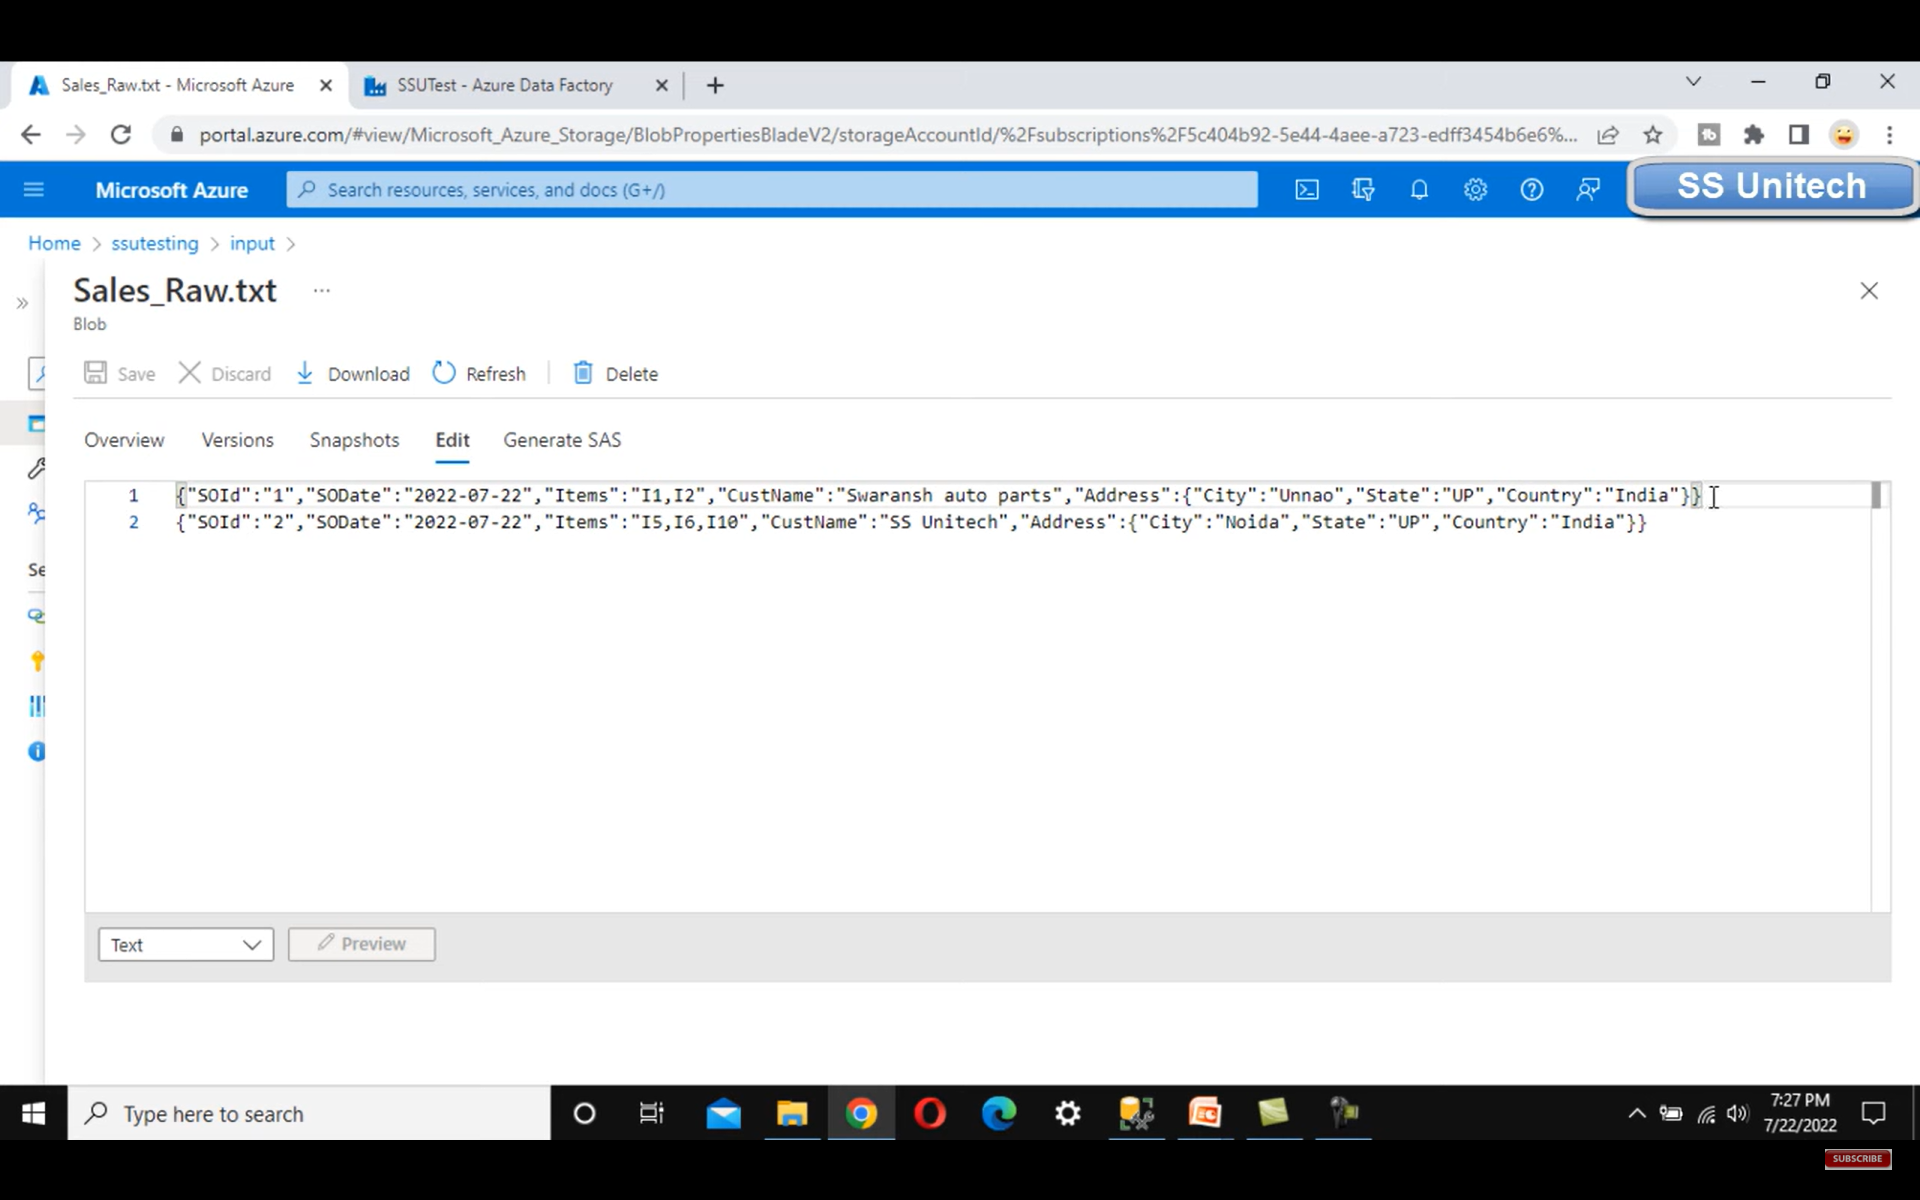 Sales_Raw.txt - Microsoft Azure
SSUTest - Azure Data Factory
portal.azure.com/#view/Microsoft_Azure_Storage/BlobPropertiesBladeV2/storageAccountId/%2Fsubscriptions%2F5c404b92-5e44-4aee-a723-edff3454b6e6%...
Microsoft Azure
Search resources, services, and docs (G+/)
SS Unitech
Home > ssutesting > input >
Sales_Raw.txt ...
Blob
Save Discard Download Refresh Delete
Overview Versions Snapshots Edit Generate SAS
1 {"SOId":"1","SODate":"2022-07-22","Items":"I1,I2","CustName":"Swaransh auto parts","Address":{"City":"Unnao","State":"UP","Country":"India"}}
2 {"SOId":"2","SODate":"2022-07-22","Items":"I5,I6,I10","CustName":"SS Unitech","Address":{"City":"Noida","State":"UP","Country":"India"}}
Se
Text
Preview
Type here to search
7:27 PM
7/22/2022
SUBSCRIBE